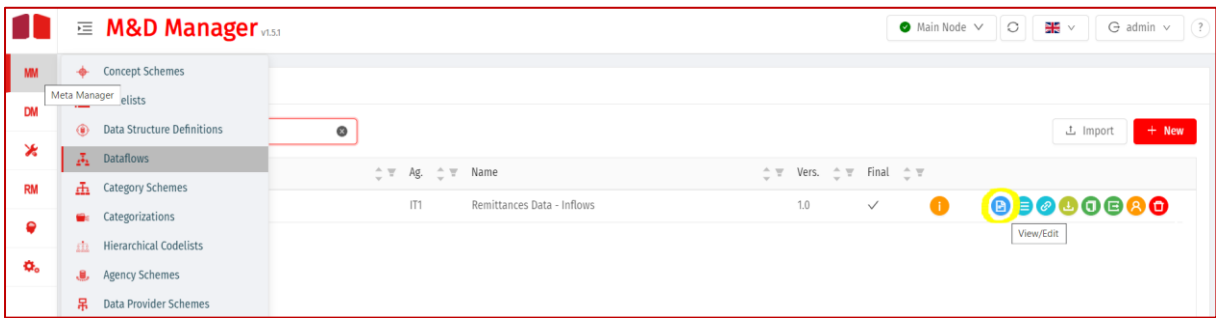 M&D Manager v1.5.1
Main Node
admin
?
MM
Meta Manager
DM
RM
Concept Schemes
elists
Data Structure Definitions
Dataflows
Category Schemes
Categorizations
Hierarchical Codelists
Agency Schemes
Data Provider Schemes
Import
+ New
Ag. Name Vers. Final
IT1 Remittances Data - Inflows 1.0
View/Edit